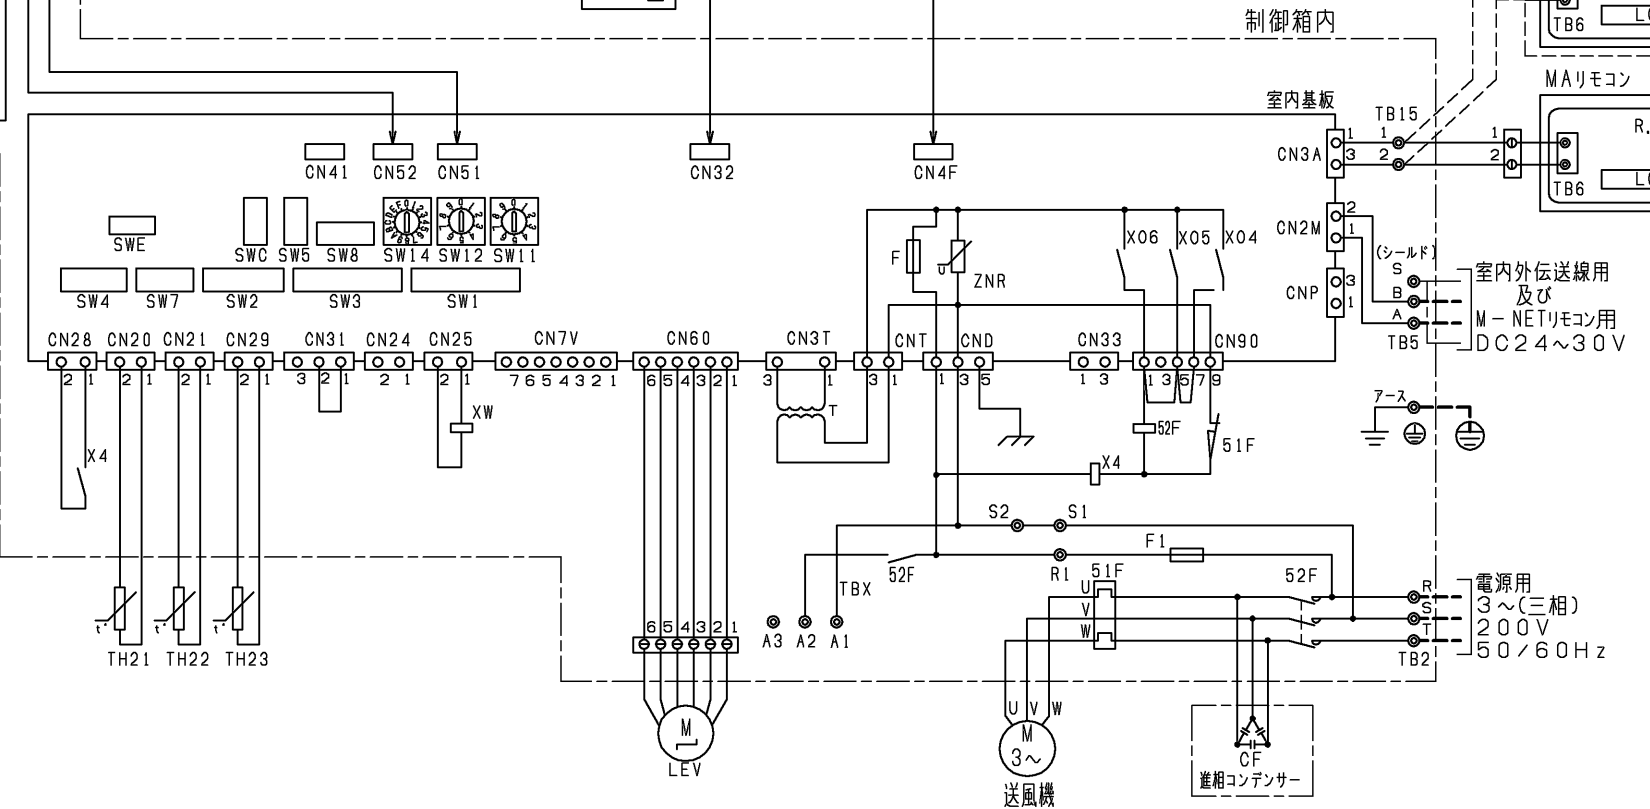 制御箱内
TB6
MAリモコン
室内基板
TB15
R.
CN41
CN52
CN51
CN32
CN4F
CN3A
1
3
1
2
1
2
TB6
SWE
SWC
SW5
SW8
SW14
SW12
SW11
F
ZNR
X06
X05
X04
CN2M
2
1
(シールド)
S
B
A
TB5
室内外伝送線用
及び
M-NETリモコン用
DC24~30V
CNP
3
1
SW4
SW7
SW2
SW3
SW1
CN28
CN20
CN21
CN29
CN31
CN24
CN25
CN7V
CN60
CN3T
CNT
CND
CN33
CN90
2 1
2 1
2 1
2 1
3 2 1
2 1
2 1
7 6 5 4 3 2 1
6 5 4 3 2 1
3 1
3 1
1 3 5
1 3
1 3 5 7 9
アース
XW
T
52F
51F
X4
X4
S2
S1
F1
52F
R1
51F
52F
TBX
U
V
W
R
S
T
TB2
電源用
3~(三相)
200V
50/60Hz
A3
A2
A1
6 5 4 3 2 1
t°
t°
t°
TH21
TH22
TH23
M
LEV
U V W
M
3~
送風機
CF
進相コンデンサー